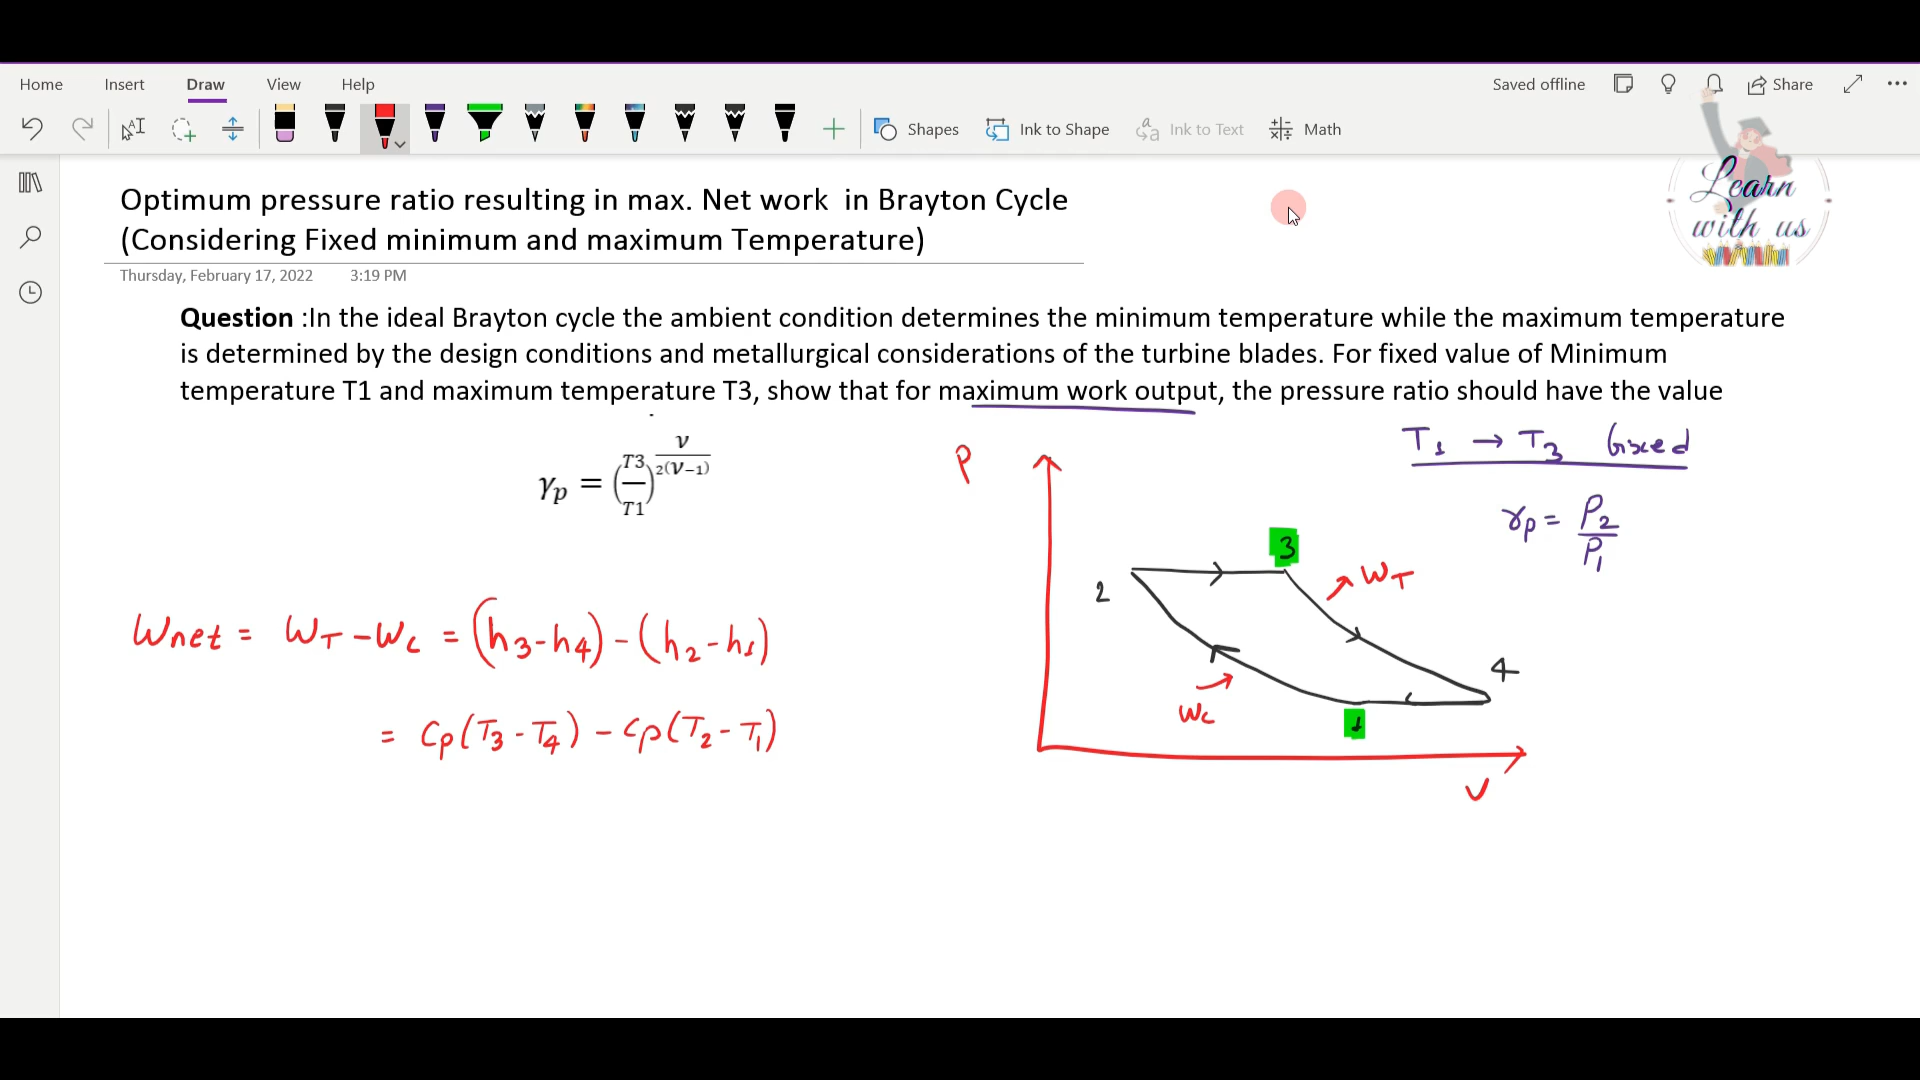 Home Insert Draw View Help
Saved offline Share
Shapes Ink to Shape Ink to Text Math
Learn
with us
Optimum pressure ratio resulting in max. Net work in Brayton Cycle
(Considering Fixed minimum and maximum Temperature)
Thursday, February 17, 2022 3:19 PM
Question :In the ideal Brayton cycle the ambient condition determines the minimum temperature while the maximum temperature
is determined by the design conditions and metallurgical considerations of the turbine blades. For fixed value of Minimum
temperature T1 and maximum temperature T3, show that for maximum work output, the pressure ratio should have the value
γp = (T3/T1)^(γ/2(γ−1))
T1 → T3 fixed
γp = P2/P1
P
3
2
WT
4
Wc
1
V
Wnet = WT - Wc = (h3-h4) - (h2-h1)
= Cp(T3 - T4) - Cp(T2 - T1)